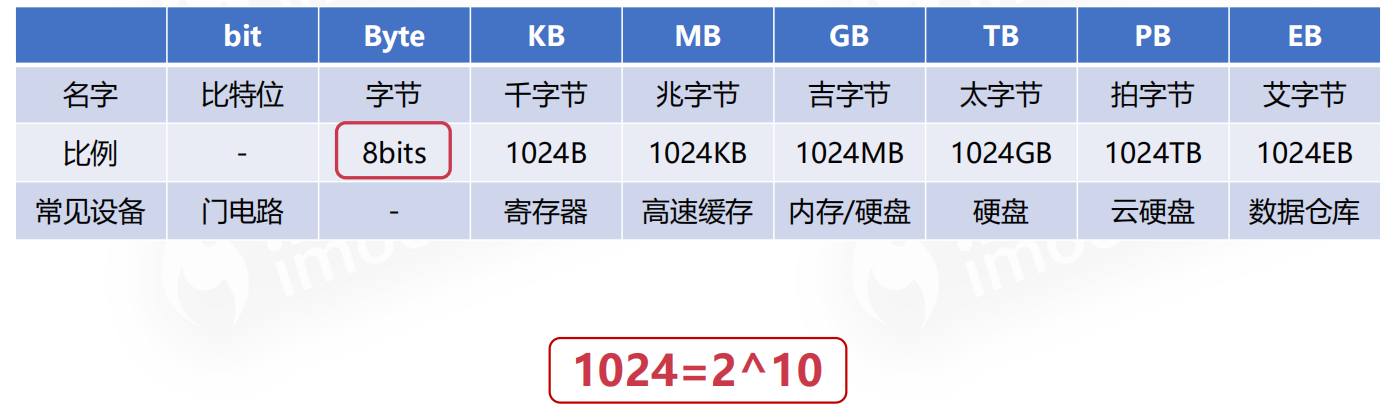 bit Byte KB MB GB TB PB EB
名字 比特位 字节 千字节 兆字节 吉字节 太字节 拍字节 艾字节
比例 - 8bits 1024B 1024KB 1024MB 1024GB 1024TB 1024EB
常见设备 门电路 - 寄存器 高速缓存 内存/硬盘 硬盘 云硬盘 数据仓库
1024=2^10